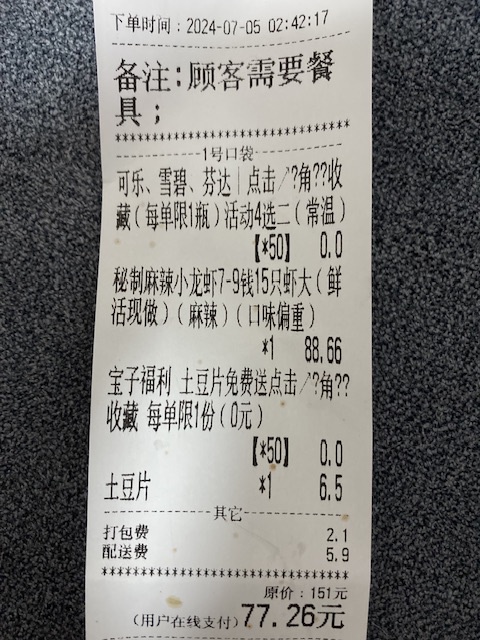 下单时间：2024-07-05 02:42:17
备注：顾客需要餐
具；
********************************
1号口袋
可乐、雪碧、芬达｜点击↗?角??收
藏（每单限1瓶）活动4选二（常温）
【*50】 0.0
秘制麻辣小龙虾7-9钱15只虾大（鲜
活现做）（麻辣）（口味偏重）
*1 88.66
宝子福利 土豆片免费送点击↗?角??
收藏 每单限1份（0元）
【*50】 0.0
土豆片 *1 6.5
其它
打包费 2.1
配送费 5.9
********************************
原价：151元
（用户在线支付）77.26元